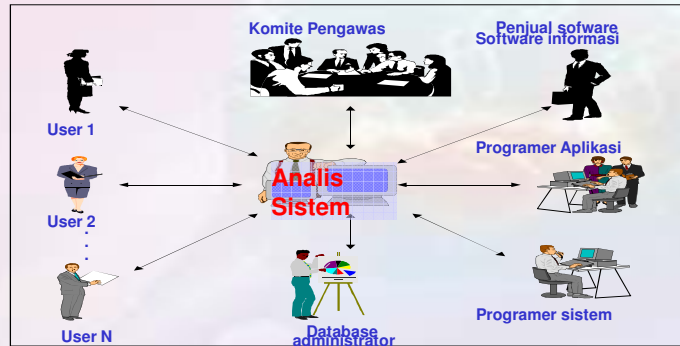 Komite Pengawas
Penjual sofware
Software informasi
User 1
Programer Aplikasi
Analis
Sistem
User 2
.
.
.
User N
Database
administrator
Programer sistem